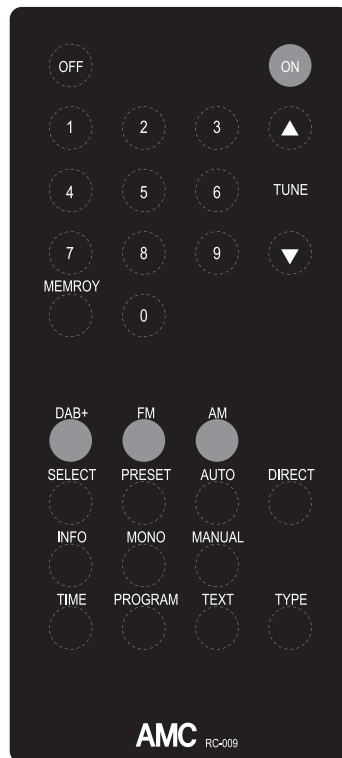 OFF ON
1 2 3 ▲
4 5 6 TUNE
7 8 9 ▼
MEMROY
0
DAB+ FM AM
SELECT PRESET AUTO DIRECT
INFO MONO MANUAL
TIME PROGRAM TEXT TYPE
AMC RC-009